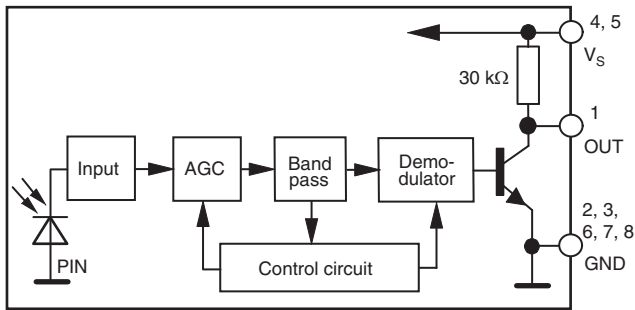 4, 5
V_S
30 kΩ
1
OUT
Input
AGC
Band
pass
Demo-
dulator
2, 3,
6, 7, 8
GND
PIN
Control circuit